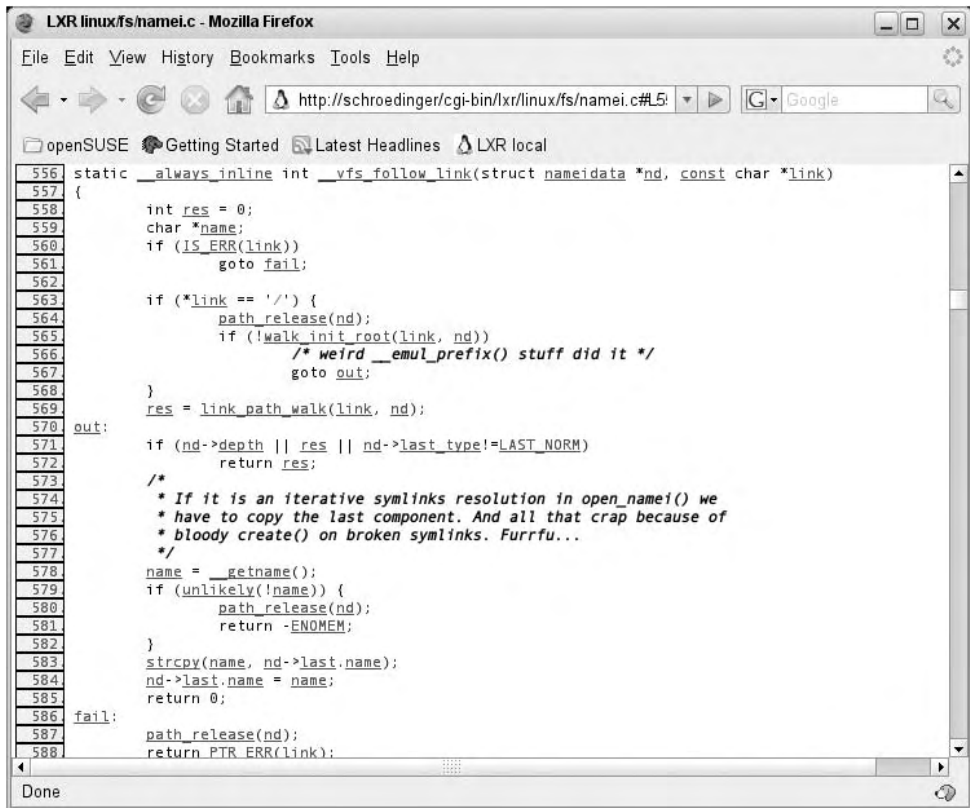 LXR linux/fs/namei.c - Mozilla Firefox
File Edit View History Bookmarks Tools Help
http://schroedinger/cgi-bin/lxr/linux/fs/namei.c#L5
G Google
openSUSE Getting Started Latest Headlines LXR local
556 static __always_inline int __vfs_follow_link(struct nameidata *nd, const char *link)
557 {
558         int res = 0;
559         char *name;
560         if (IS_ERR(link))
561                 goto fail;
562
563         if (*link == '/') {
564                 path_release(nd);
565                 if (!walk_init_root(link, nd))
566                         /* weird __emul_prefix() stuff did it */
567                         goto out;
568         }
569         res = link_path_walk(link, nd);
570 out:
571         if (nd->depth || res || nd->last_type!=LAST_NORM)
572                 return res;
573         /*
574          * If it is an iterative symlinks resolution in open_namei() we
575          * have to copy the last component. And all that crap because of
576          * bloody create() on broken symlinks. Furrfu...
577          */
578         name = __getname();
579         if (unlikely(!name)) {
580                 path_release(nd);
581                 return -ENOMEM;
582         }
583         strcpy(name, nd->last.name);
584         nd->last.name = name;
585         return 0;
586 fail:
587         path_release(nd);
588         return PTR_ERR(link);
Done